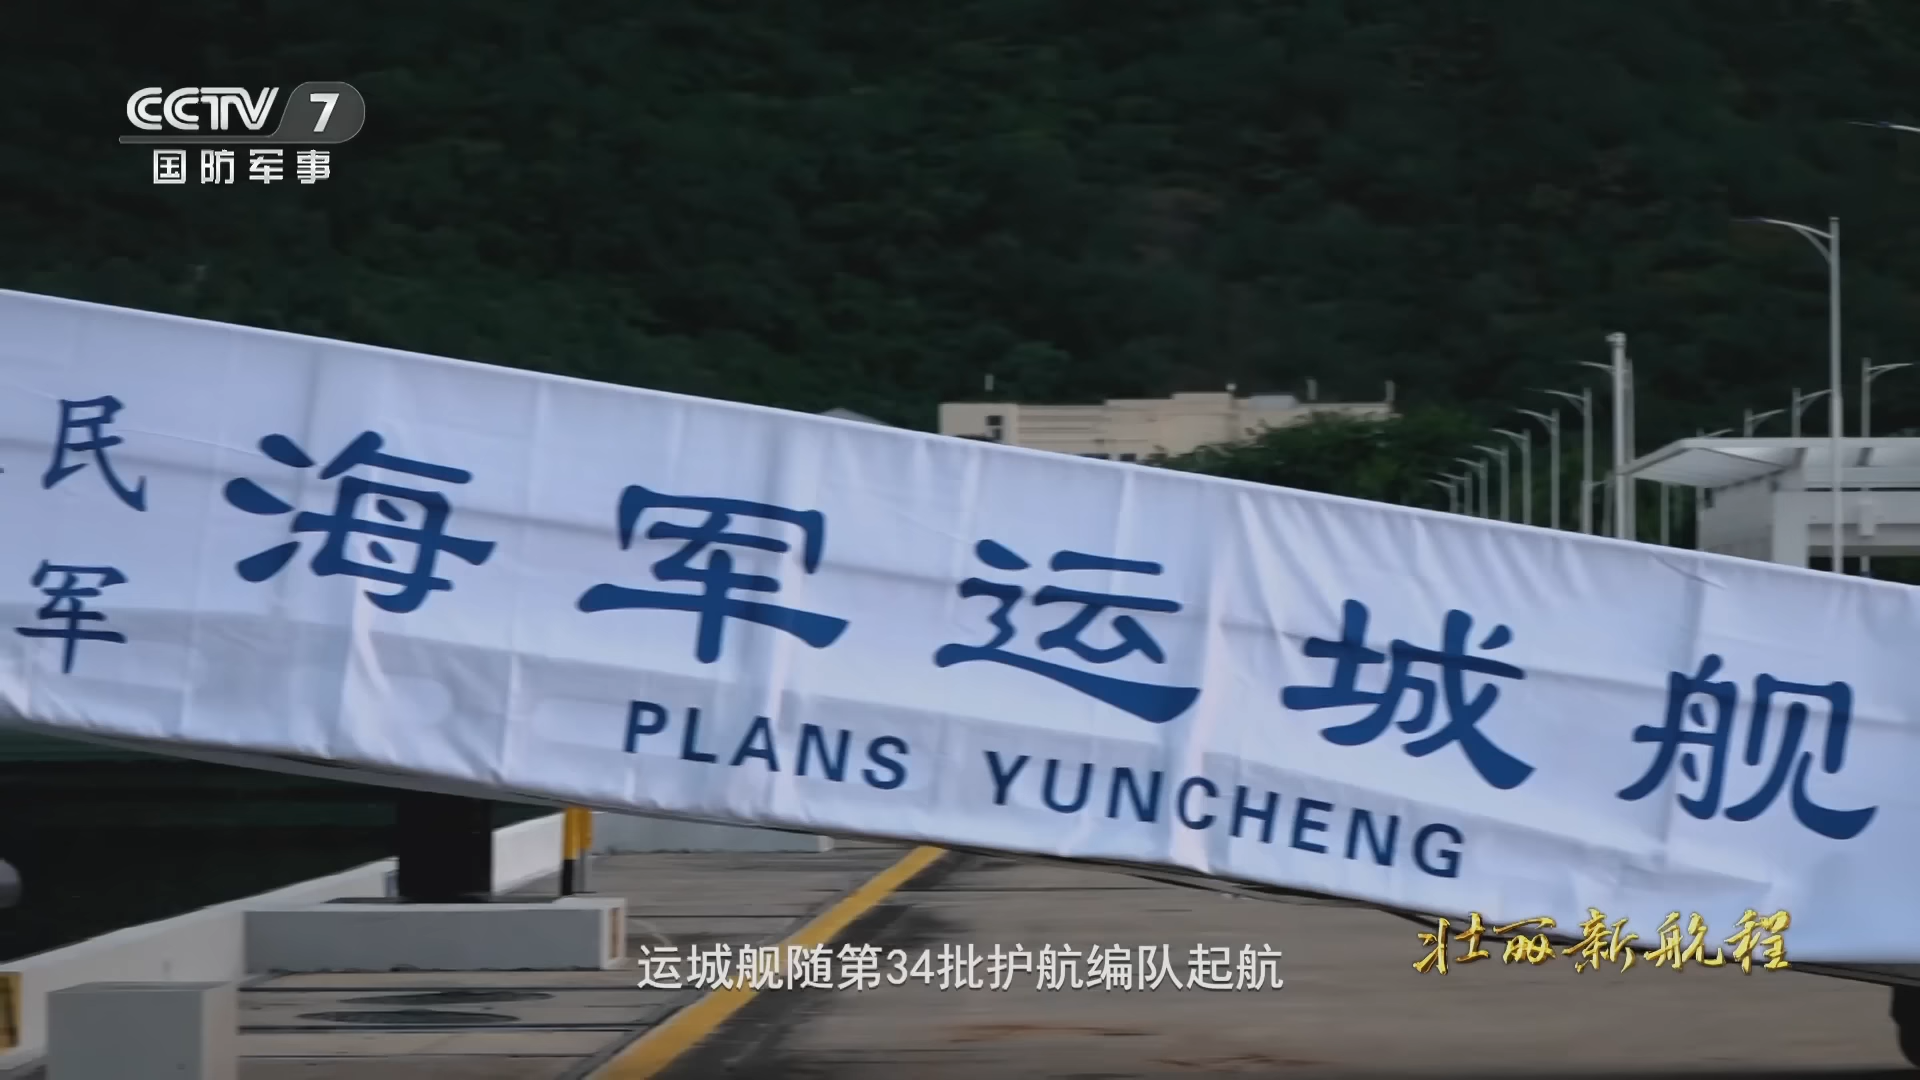 CCTV 7
国防军事
民
军
海军运城舰
PLANS YUNCHENG
壮丽新航程
运城舰随第34批护航编队起航